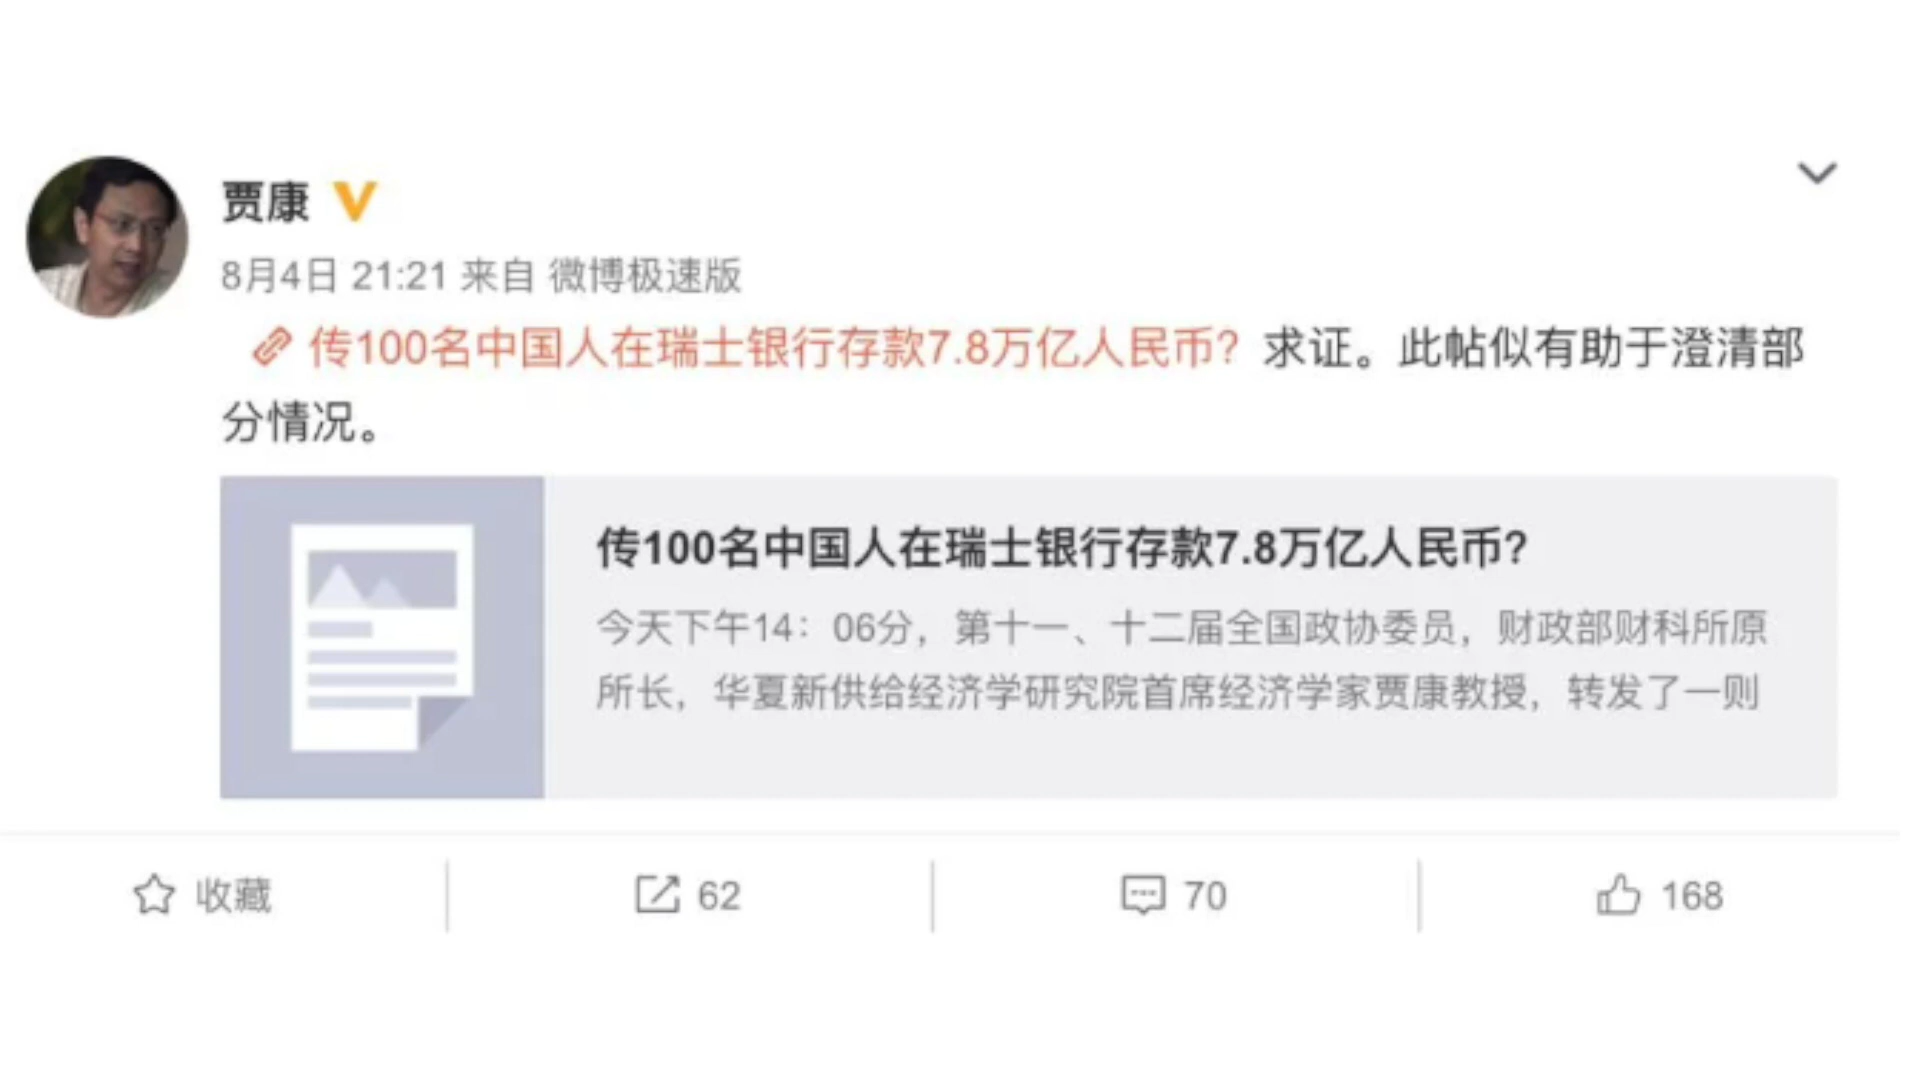 贾康
8月4日 21:21 来自 微博极速版
传100名中国人在瑞士银行存款7.8万亿人民币？求证。此帖似有助于澄清部
分情况。
传100名中国人在瑞士银行存款7.8万亿人民币？
今天下午14：06分，第十一、十二届全国政协委员，财政部财科所原
所长，华夏新供给经济学研究院首席经济学家贾康教授，转发了一则
收藏
62
70
168